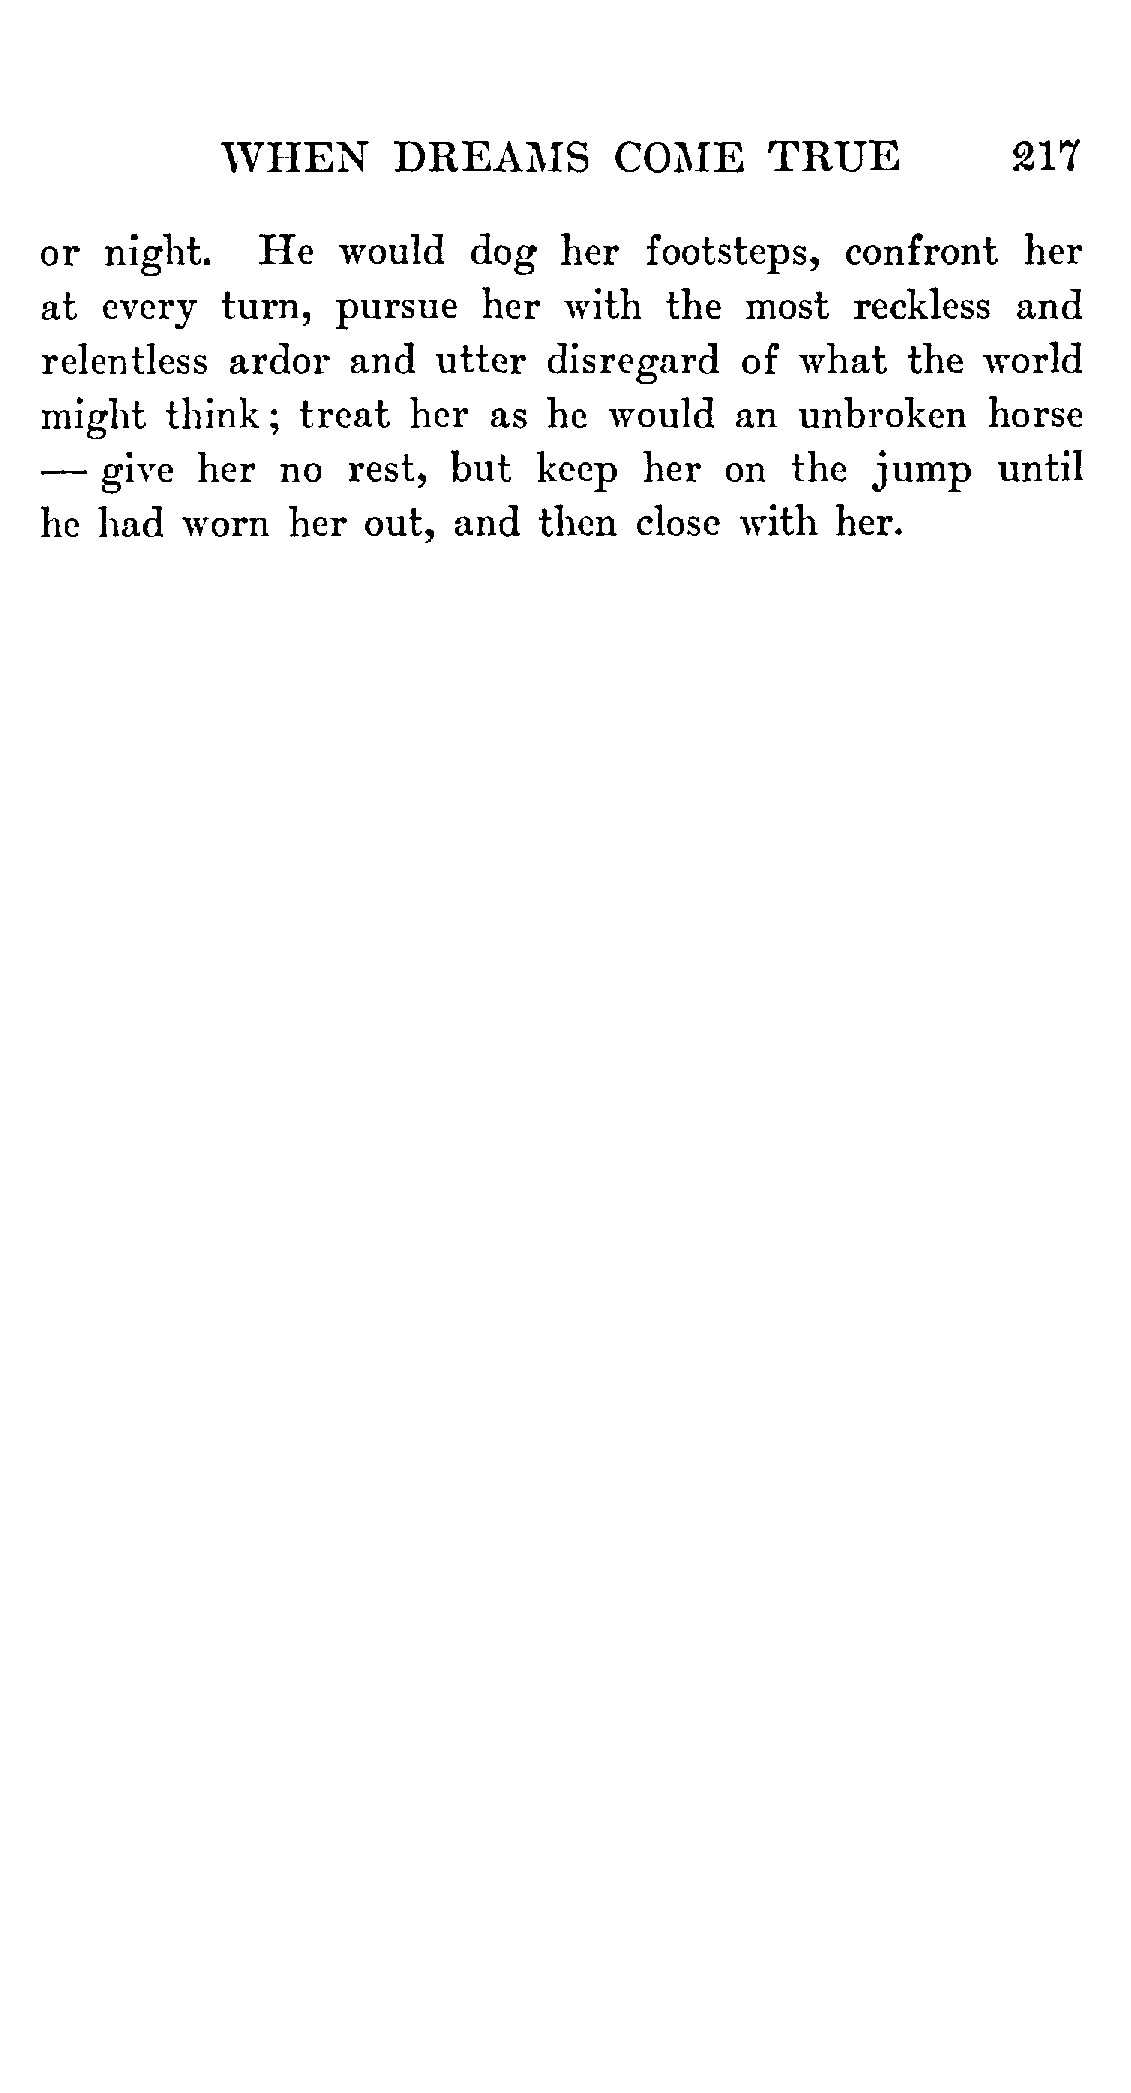 WHEN DREAMS COME TRUE 217
or night. He would dog her footsteps, confront her
at every turn, pursue her with the most reckless and
relentless ardor and utter disregard of what the world
might think; treat her as he would an unbroken horse
— give her no rest, but keep her on the jump until
he had worn her out, and then close with her.